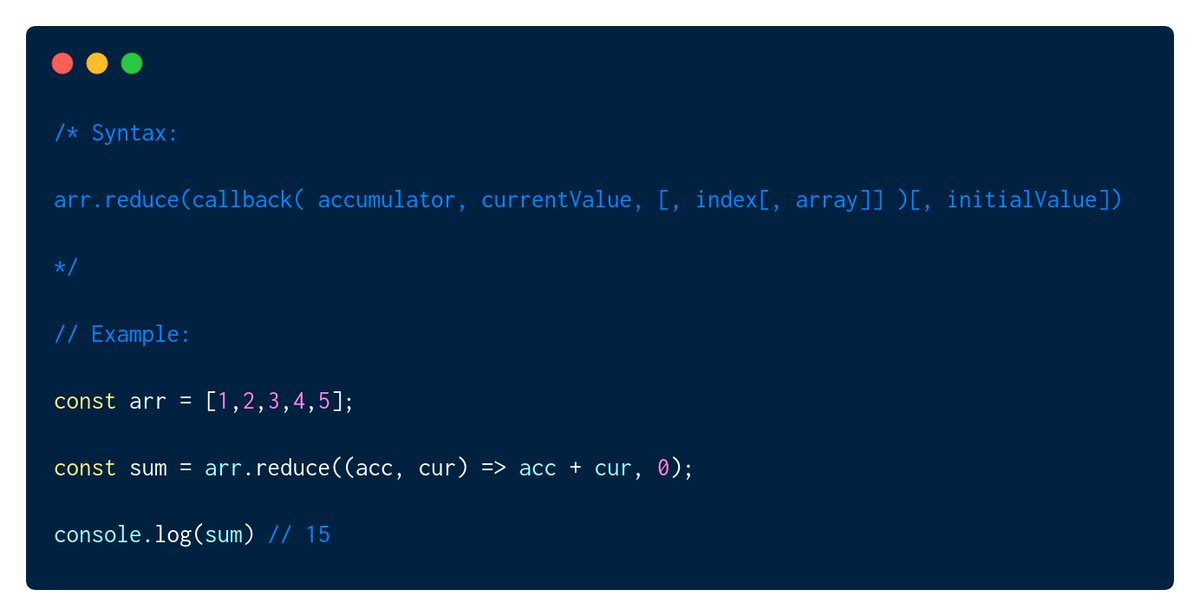 /* Syntax:
arr.reduce(callback( accumulator, currentValue, [, index[, array]] )[, initialValue])
*/
// Example:
const arr = [1,2,3,4,5];
const sum = arr.reduce((acc, cur) => acc + cur, 0);
console.log(sum) // 15